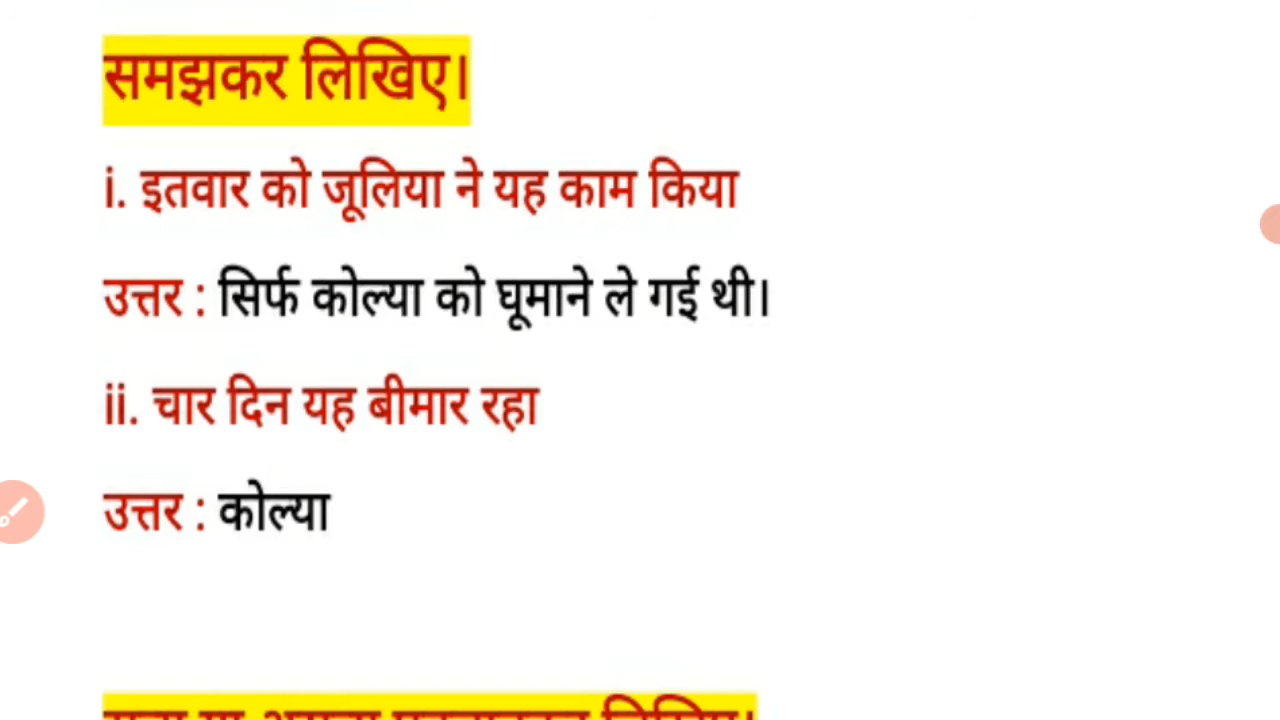 समझकर लिखिए।
i. इतवार को जूलिया ने यह काम किया
उत्तर : सिर्फ कोल्या को घूमाने ले गई थी।
ii. चार दिन यह बीमार रहा
उत्तर : कोल्या
लिखिए।